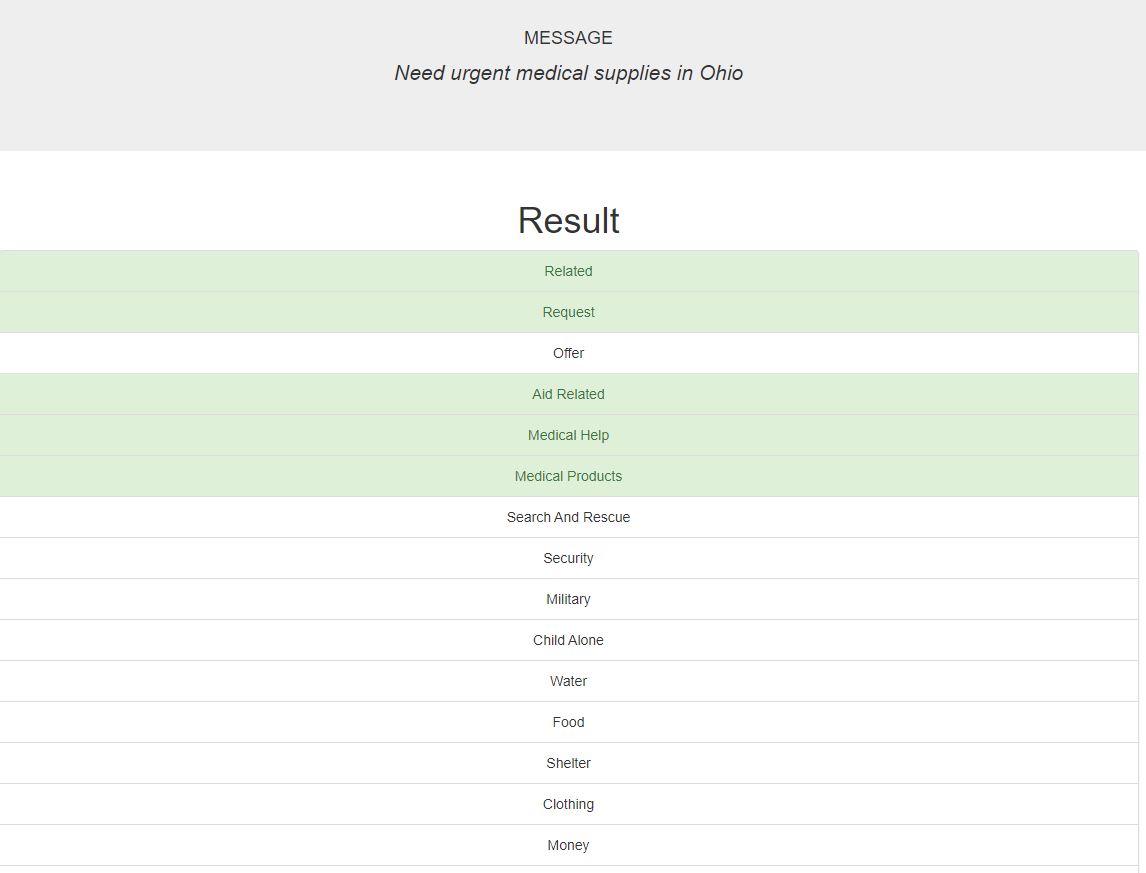 MESSAGE
Need urgent medical supplies in Ohio
Result
Related
Request
Offer
Aid Related
Medical Help
Medical Products
Search And Rescue
Security
Military
Child Alone
Water
Food
Shelter
Clothing
Money